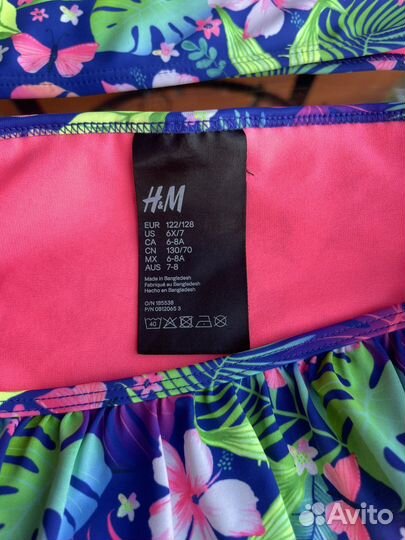 H&M
EUR 122/128
US 6X/7
CA 6-8A
CN 130/70
MX 6-8A
AUS 7-8
Made in Bangladesh
Fabriqué au Bangladesh
Hecho en Bangladesh
O/N 185538
P/N 0812065 3
40
Avito